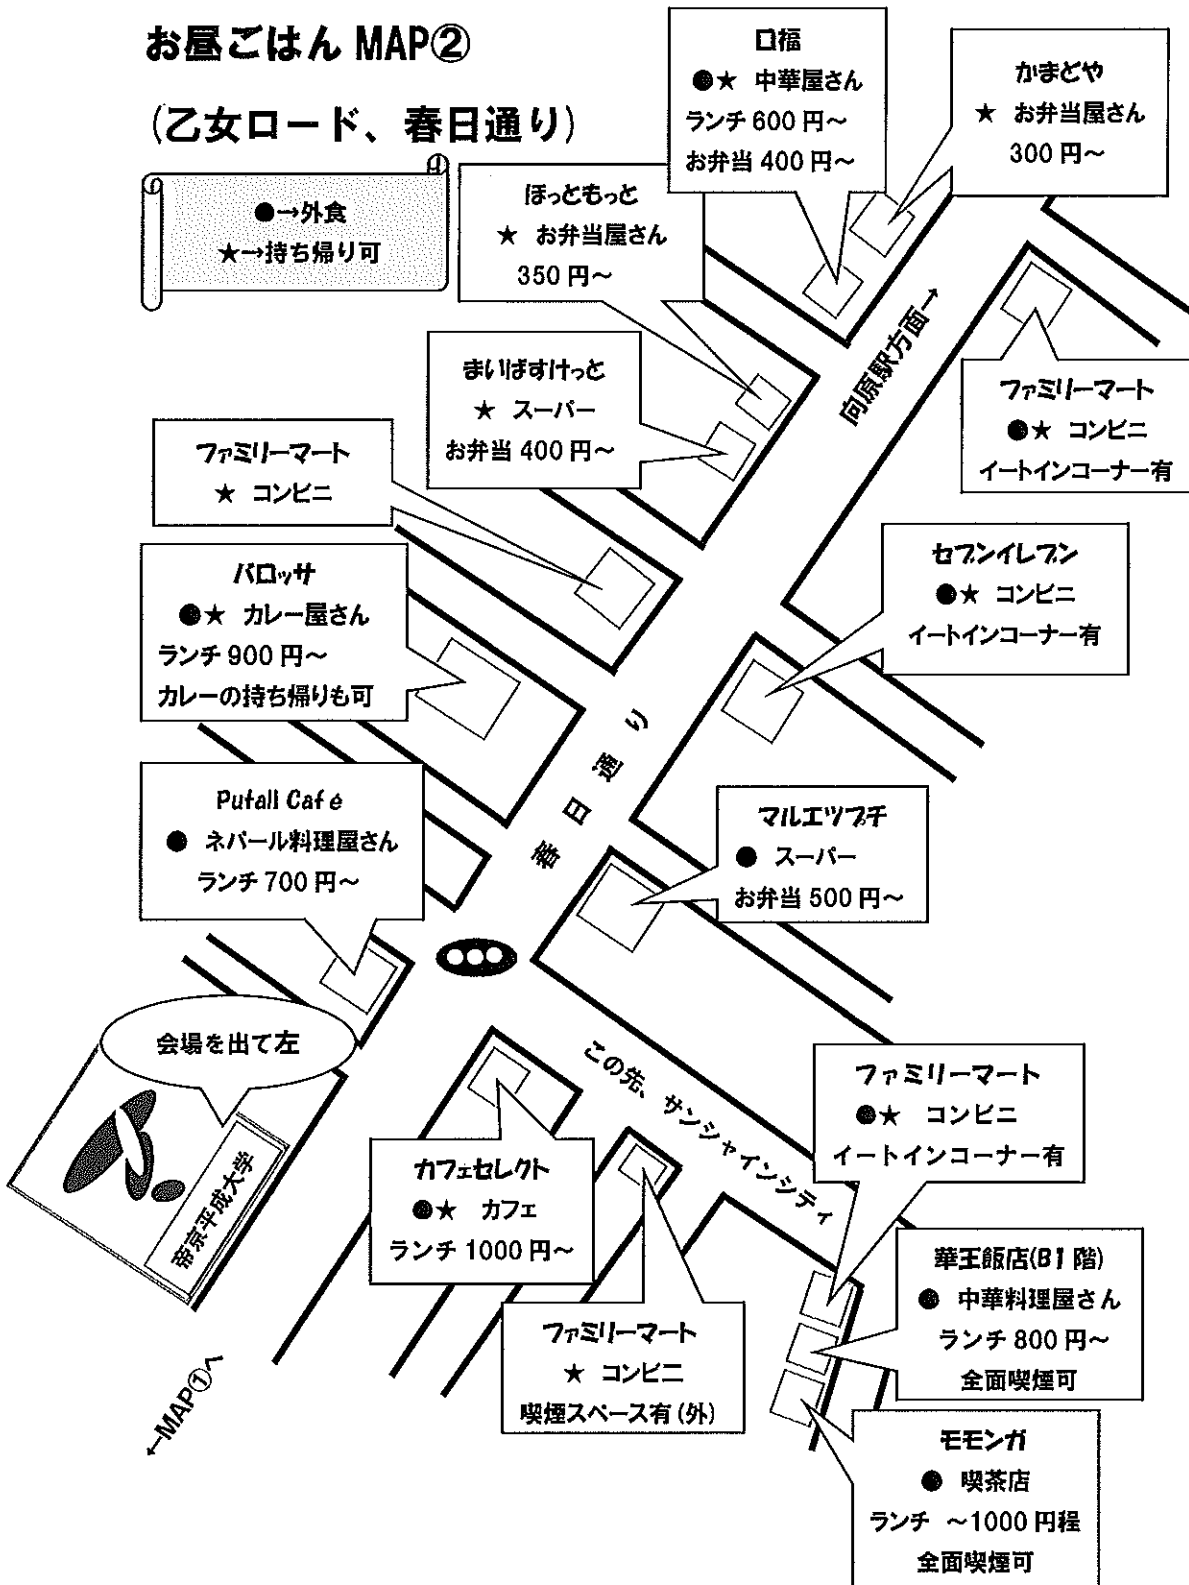 お昼ごはん MAP②
(乙女ロード、春日通り)
●→外食
★→持ち帰り可
口福
●★ 中華屋さん
ランチ 600 円～
お弁当 400 円～
かまどや
★ お弁当屋さん
300 円～
ほっともっと
★ お弁当屋さん
350 円～
まいばすけっと
★ スーパー
お弁当 400 円～
向原駅方面→
ファミリーマート
●★ コンビニ
イートインコーナー有
ファミリーマート
★ コンビニ
セブンイレブン
●★ コンビニ
イートインコーナー有
バロッサ
●★ カレー屋さん
ランチ 900 円～
カレーの持ち帰りも可
春日通り
Putali Café
● ネパール料理屋さん
ランチ 700 円～
マルエツプチ
● スーパー
お弁当 500 円～
会場を出て左
帝京平成大学
この先、サンシャインシティ
ファミリーマート
●★ コンビニ
イートインコーナー有
カフェセレクト
●★ カフェ
ランチ 1000 円～
華王飯店(B1 階)
● 中華料理屋さん
ランチ 800 円～
全面喫煙可
ファミリーマート
★ コンビニ
喫煙スペース有(外)
←MAP①へ
モモンガ
● 喫茶店
ランチ ～1000 円程
全面喫煙可